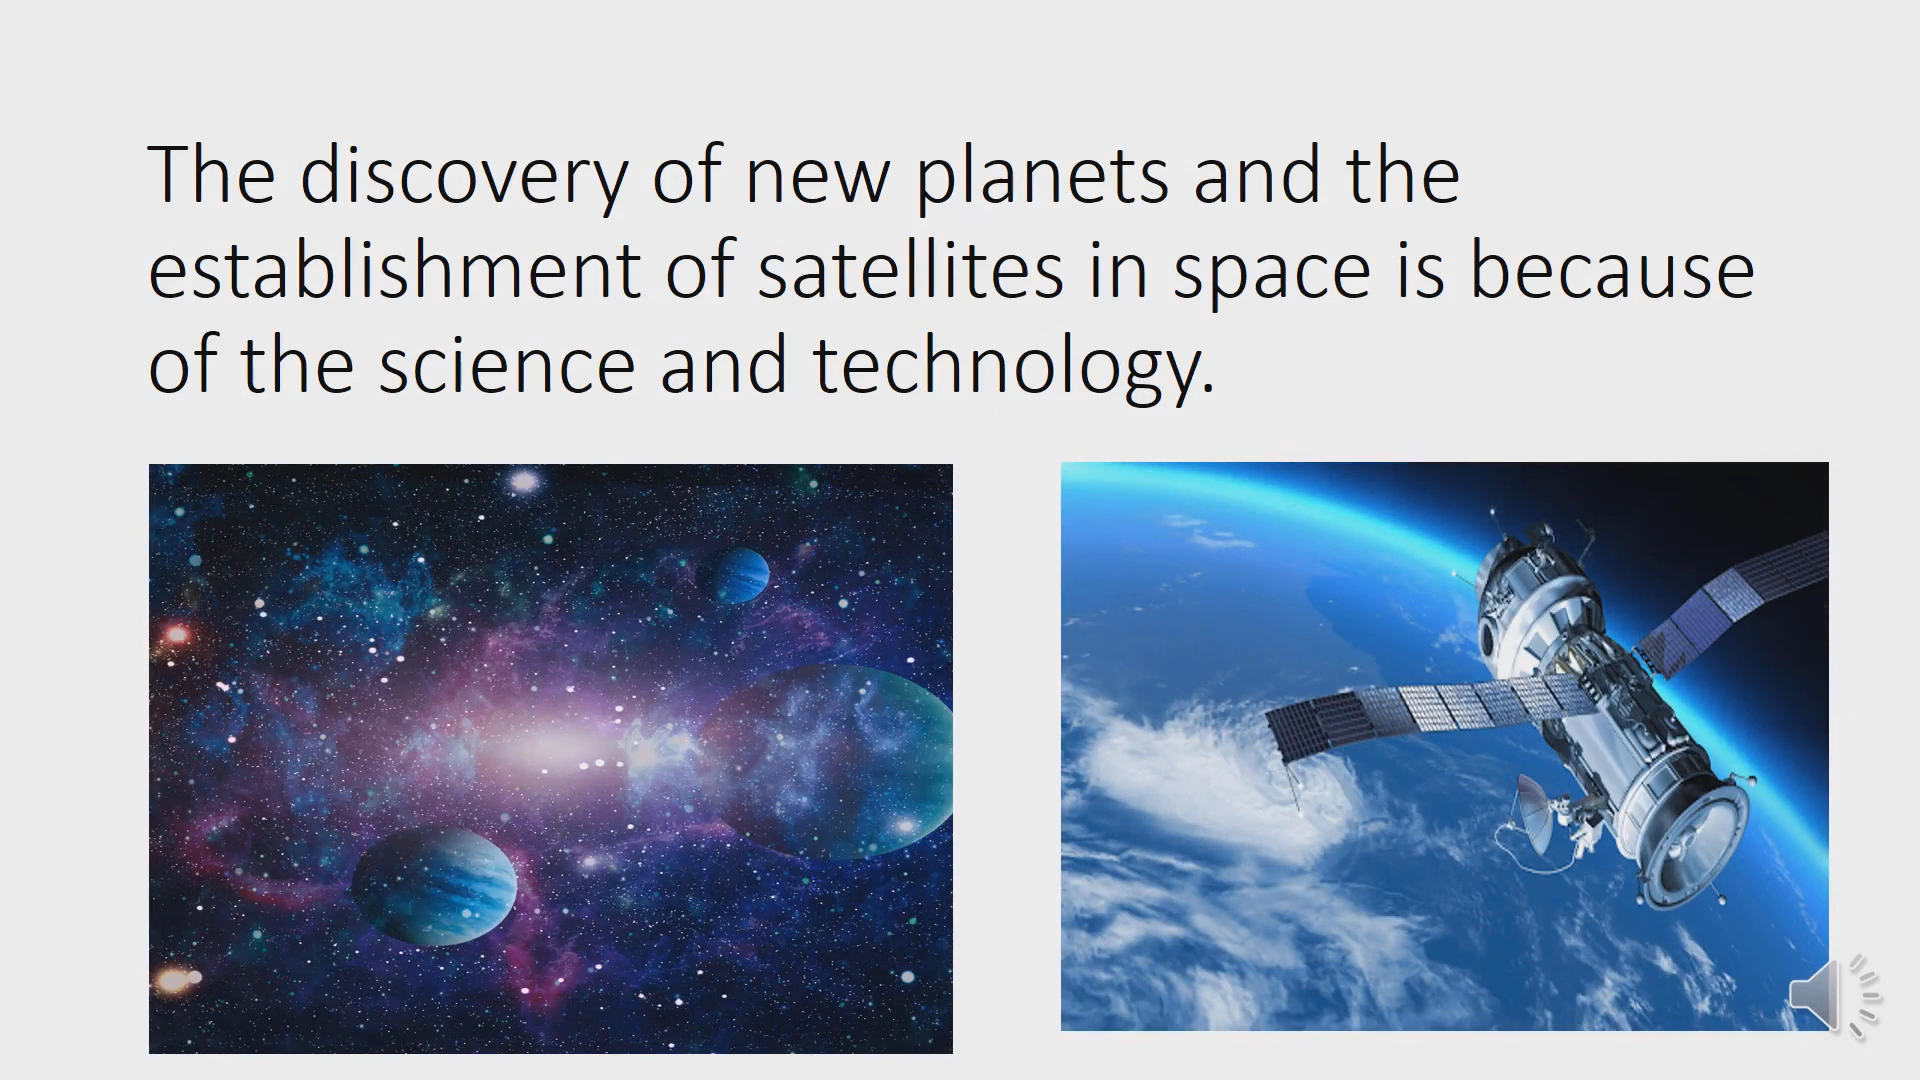 The discovery of new planets and the
establishment of satellites in space is because
of the science and technology.